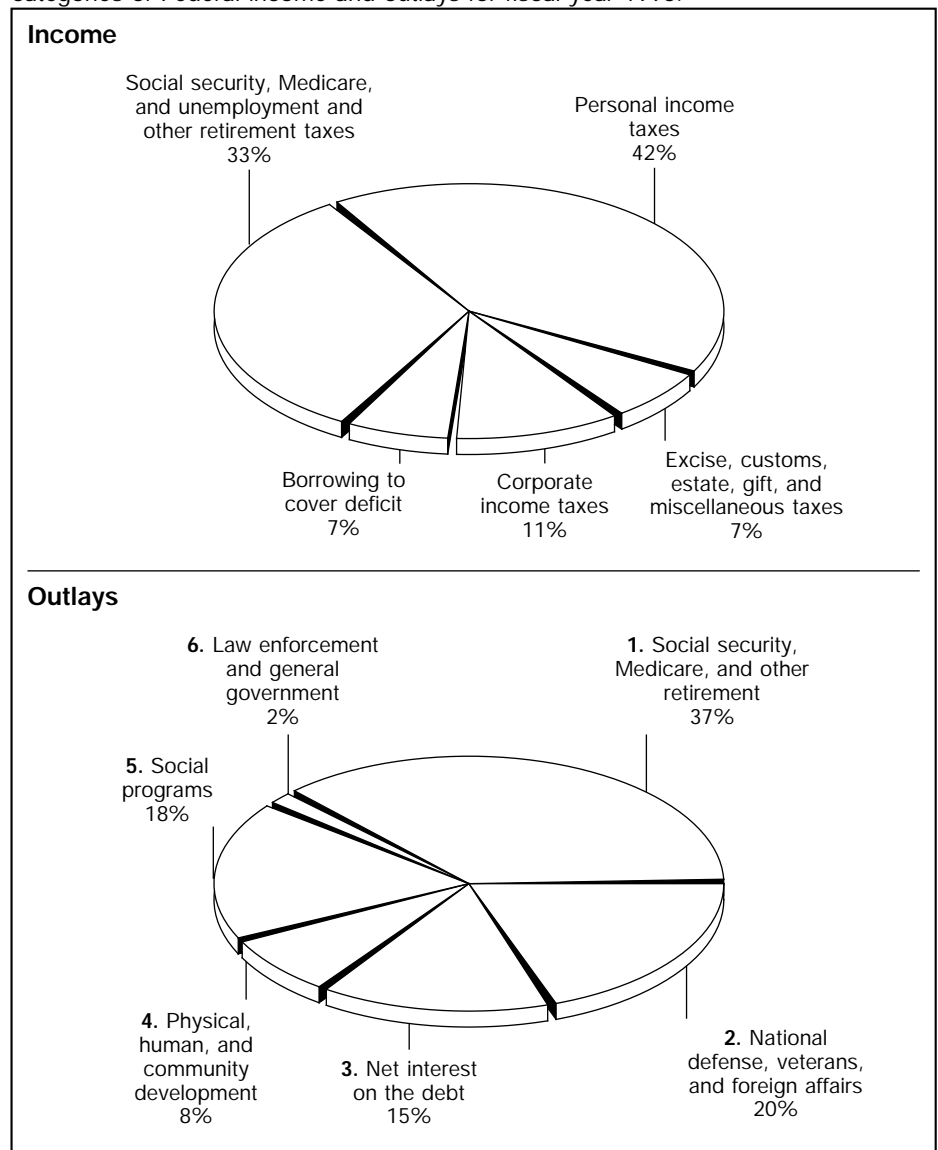 Income
Social security, Medicare,
and unemployment and
other retirement taxes
33%
Personal income
taxes
42%
Borrowing to
cover deficit
7%
Corporate
income taxes
11%
Excise, customs,
estate, gift, and
miscellaneous taxes
7%
Outlays
6. Law enforcement
and general
government
2%
1. Social security,
Medicare, and other
retirement
37%
5. Social
programs
18%
4. Physical,
human, and
community
development
8%
3. Net interest
on the debt
15%
2. National
defense, veterans,
and foreign affairs
20%